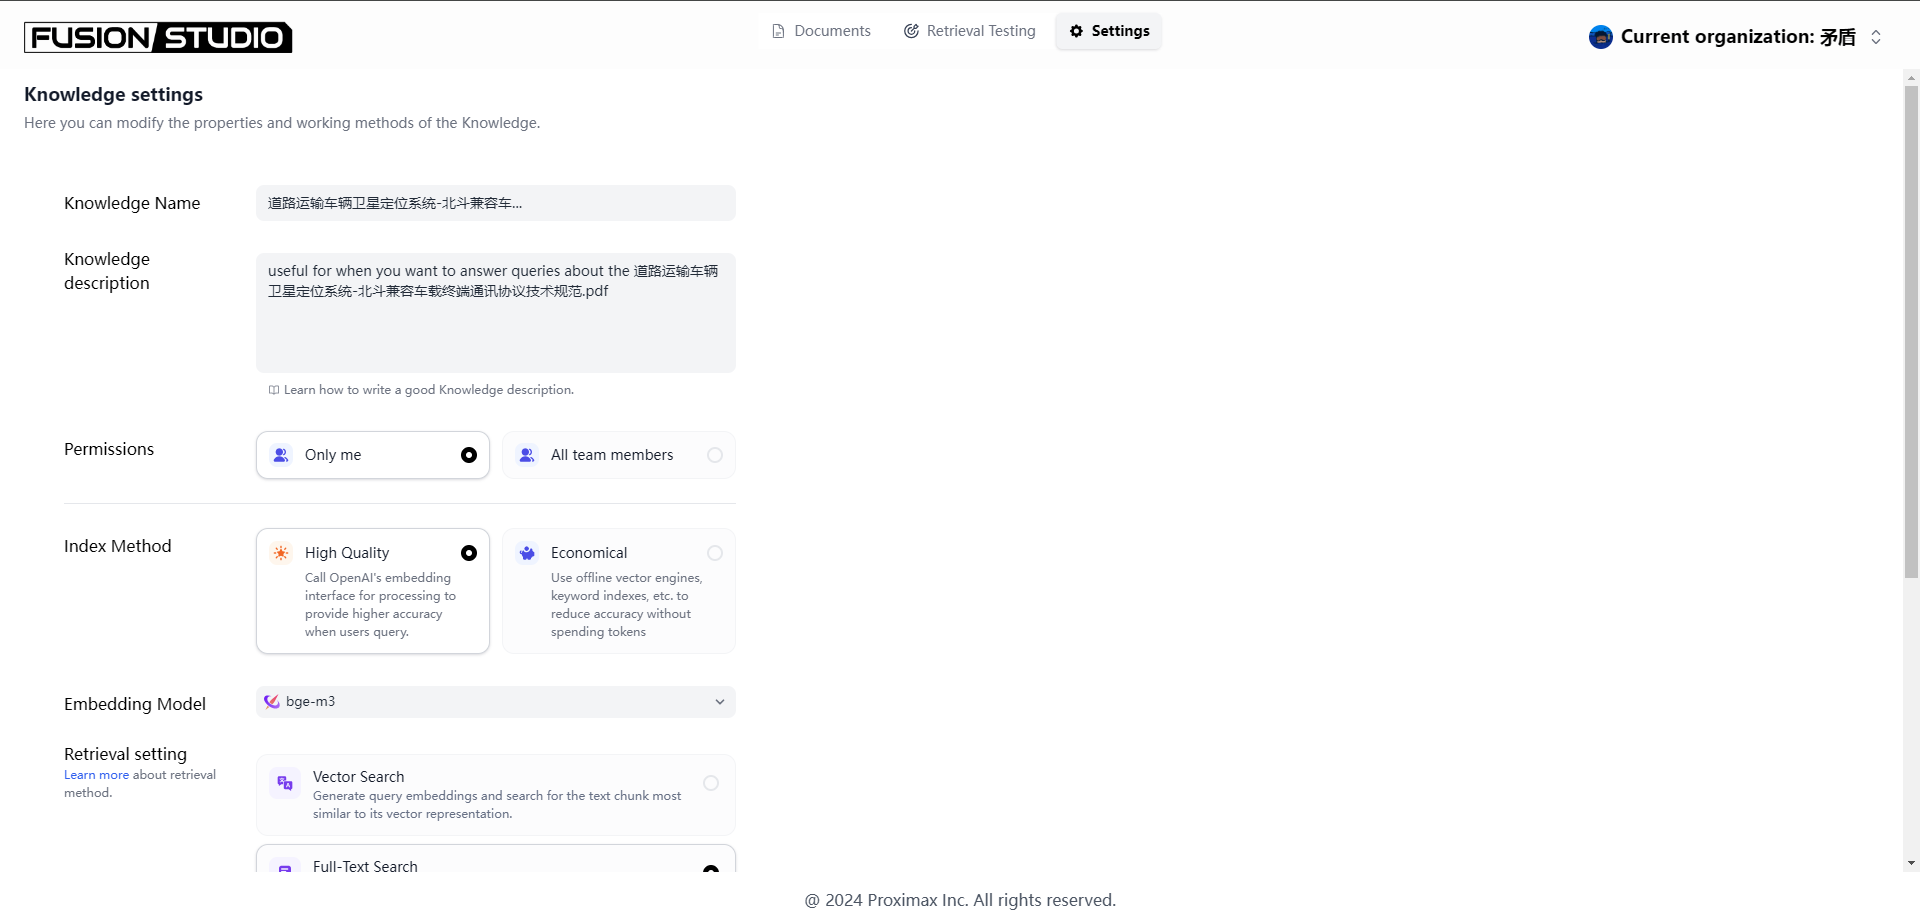 FUSION STUDIO
Documents
Retrieval Testing
Settings
Current organization: 矛盾
Knowledge settings
Here you can modify the properties and working methods of the Knowledge.
Knowledge Name
道路运输车辆卫星定位系统-北斗兼容车...
Knowledge
description
useful for when you want to answer queries about the 道路运输车辆
卫星定位系统-北斗兼容车载终端通讯协议技术规范.pdf
Learn how to write a good Knowledge description.
Permissions
Only me
All team members
Index Method
High Quality
Call OpenAI's embedding
interface for processing to
provide higher accuracy
when users query.
Economical
Use offline vector engines,
keyword indexes, etc. to
reduce accuracy without
spending tokens
Embedding Model
bge-m3
Retrieval setting
Learn more about retrieval
method.
Vector Search
Generate query embeddings and search for the text chunk most
similar to its vector representation.
Full-Text Search
@ 2024 Proximax Inc. All rights reserved.